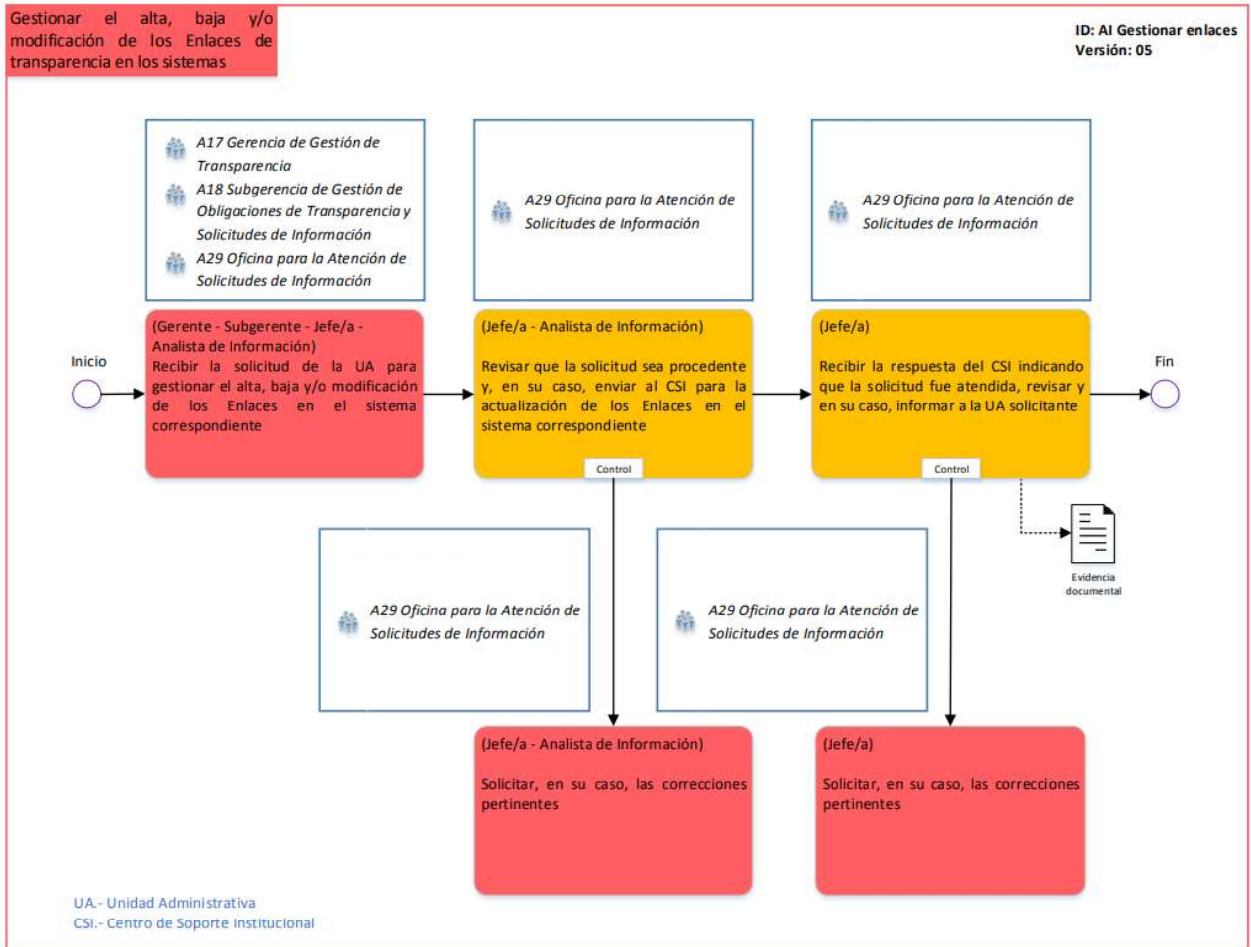 Gestionar el alta, baja y/o
modificación de los Enlaces de
transparencia en los sistemas
ID: AI Gestionar enlaces
Versión: 05
A17 Gerencia de Gestión de
Transparencia
A18 Subgerencia de Gestión de
Obligaciones de Transparencia y
Solicitudes de Información
A29 Oficina para la Atención de
Solicitudes de Información
A29 Oficina para la Atención de
Solicitudes de Información
A29 Oficina para la Atención de
Solicitudes de Información
Inicio
(Gerente - Subgerente - Jefe/a -
Analista de Información)
Recibir la solicitud de la UA para
gestionar el alta, baja y/o modificación
de los Enlaces en el sistema
correspondiente
(Jefe/a - Analista de Información)
Revisar que la solicitud sea procedente
y, en su caso, enviar al CSI para la
actualización de los Enlaces en el
sistema correspondiente
Control
(Jefe/a)
Recibir la respuesta del CSI indicando
que la solicitud fue atendida, revisar y
en su caso, informar a la UA solicitante
Control
Fin
Evidencia
documental
A29 Oficina para la Atención de
Solicitudes de Información
A29 Oficina para la Atención de
Solicitudes de Información
(Jefe/a - Analista de Información)
Solicitar, en su caso, las correcciones
pertinentes
(Jefe/a)
Solicitar, en su caso, las correcciones
pertinentes
UA.- Unidad Administrativa
CSI.- Centro de Soporte Institucional